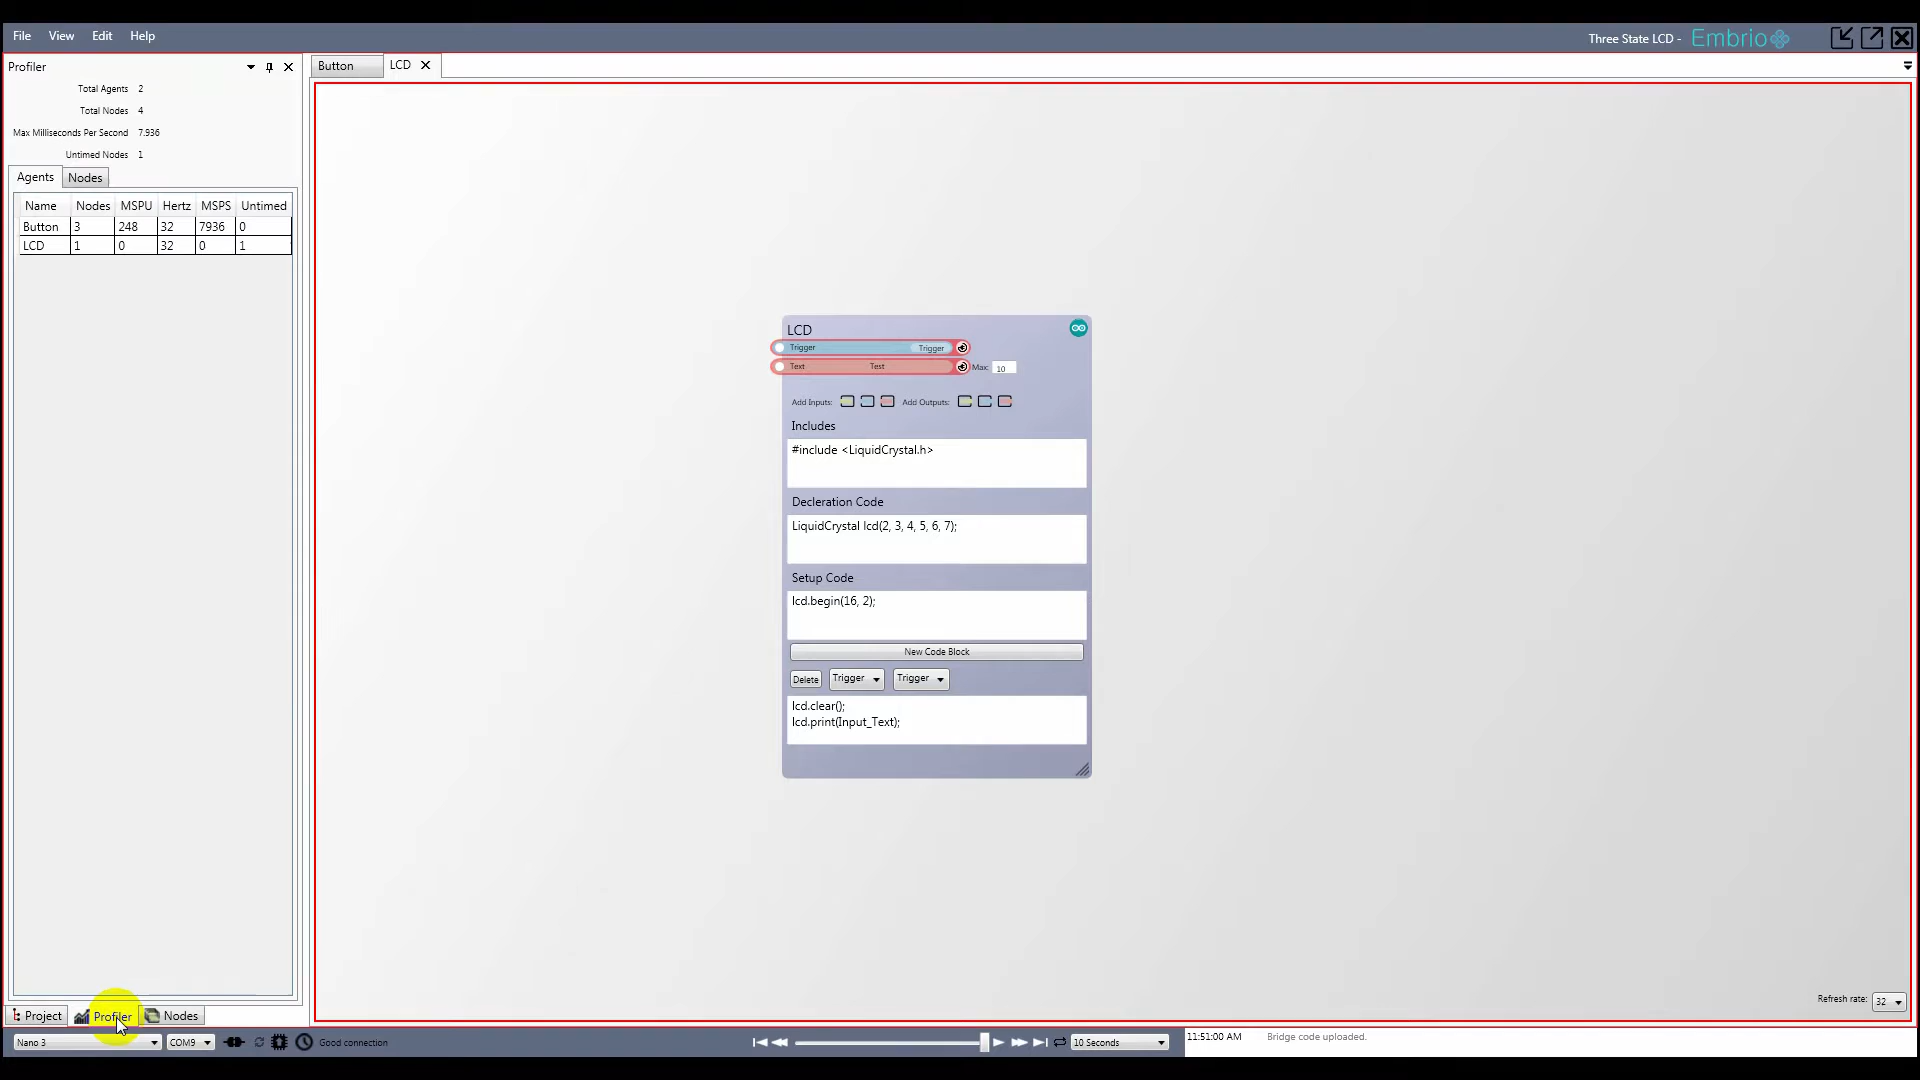 File View Edit Help
Three State LCD - Embrio
Profiler
Total Agents 2
Total Nodes 4
Max Milliseconds Per Second 7.936
Untimed Nodes 1
Agents Nodes
Name Nodes MSPU Hertz MSPS Untimed
Button 3 248 32 7936 0
LCD 1 0 32 0 1
Button LCD
LCD
Trigger Trigger
Text Test Max: 10
Add Inputs: Add Outputs:
Includes
#include <LiquidCrystal.h>
Decleration Code
LiquidCrystal lcd(2, 3, 4, 5, 6, 7);
Setup Code
lcd.begin(16, 2);
New Code Block
Delete Trigger Trigger
lcd.clear();
lcd.print(Input_Text);
Refresh rate: 32
Project Profiler Nodes
Nano 3 COM9 Good connection 10 Seconds 11:51:00 AM Bridge code uploaded.